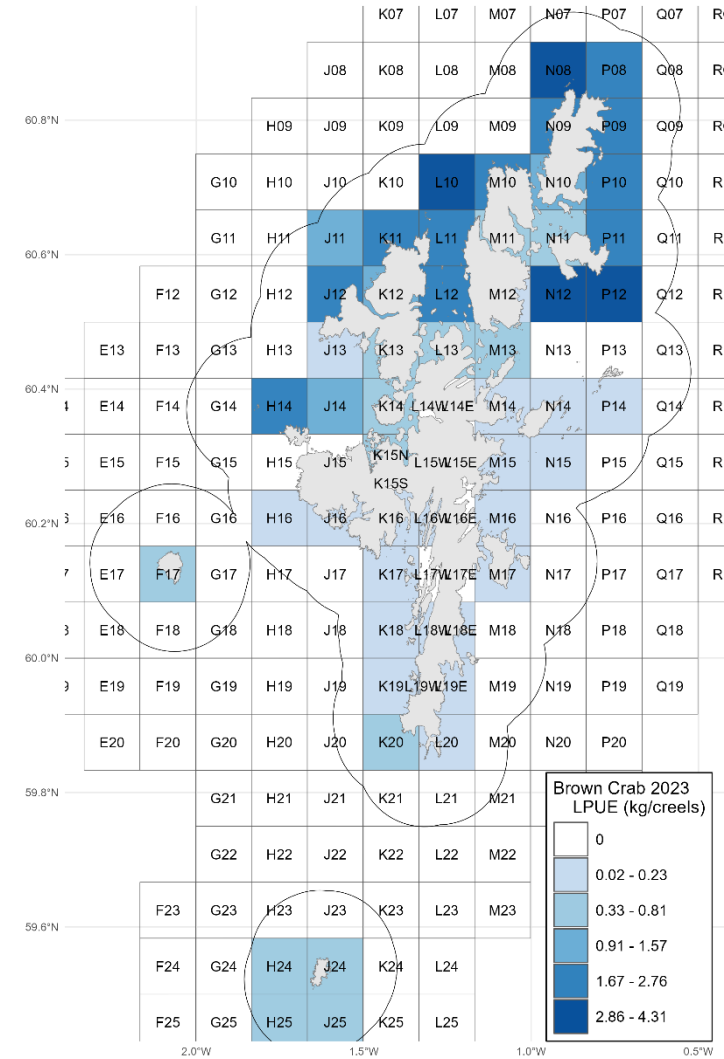 K07 L07 M07 N07 P07 Q07 R
J08 K08 L08 M08 N08 P08 Q08 R
60.8°N
H09 J09 K09 L09 M09 N09 P09 Q09 R
G10 H10 J10 K10 L10 M10 N10 P10 Q10 R
G11 H11 J11 K11 L11 M11 N11 P11 Q11 R
60.6°N
F12 G12 H12 J12 K12 L12 M12 N12 P12 Q12 R
E13 F13 G13 H13 J13 K13 L13 M13 N13 P13 Q13 R
60.4°N
4 E14 F14 G14 H14 J14 K14 L14W L14E M14 N14 P14 Q14 R
K15N
5 E15 F15 G15 H15 J15 L15W L15E M15 N15 P15 Q15 R
K15S
60.2°N
6 E16 F16 G16 H16 J16 K16 L16W L16E M16 N16 P16 Q16 R
7 E17 F17 G17 H17 J17 K17 L17W L17E M17 N17 P17 Q17 R
8 E18 F18 G18 H18 J18 K18 L18W L18E M18 N18 P18 Q18
60.0°N
9 E19 F19 G19 H19 J19 K19 L19W L19E M19 N19 P19 Q19
E20 F20 G20 H20 J20 K20 L20 M20 N20 P20
59.8°N
G21 H21 J21 K21 L21 M21
G22 H22 J22 K22 L22 M22
F23 G23 H23 J23 K23 L23 M23
59.6°N
F24 G24 H24 J24 K24 L24
F25 G25 H25 J25 K25 L25
2.0°W 1.5°W 1.0°W 0.5°W
Brown Crab 2023
LPUE (kg/creels)
0
0.02 - 0.23
0.33 - 0.81
0.91 - 1.57
1.67 - 2.76
2.86 - 4.31